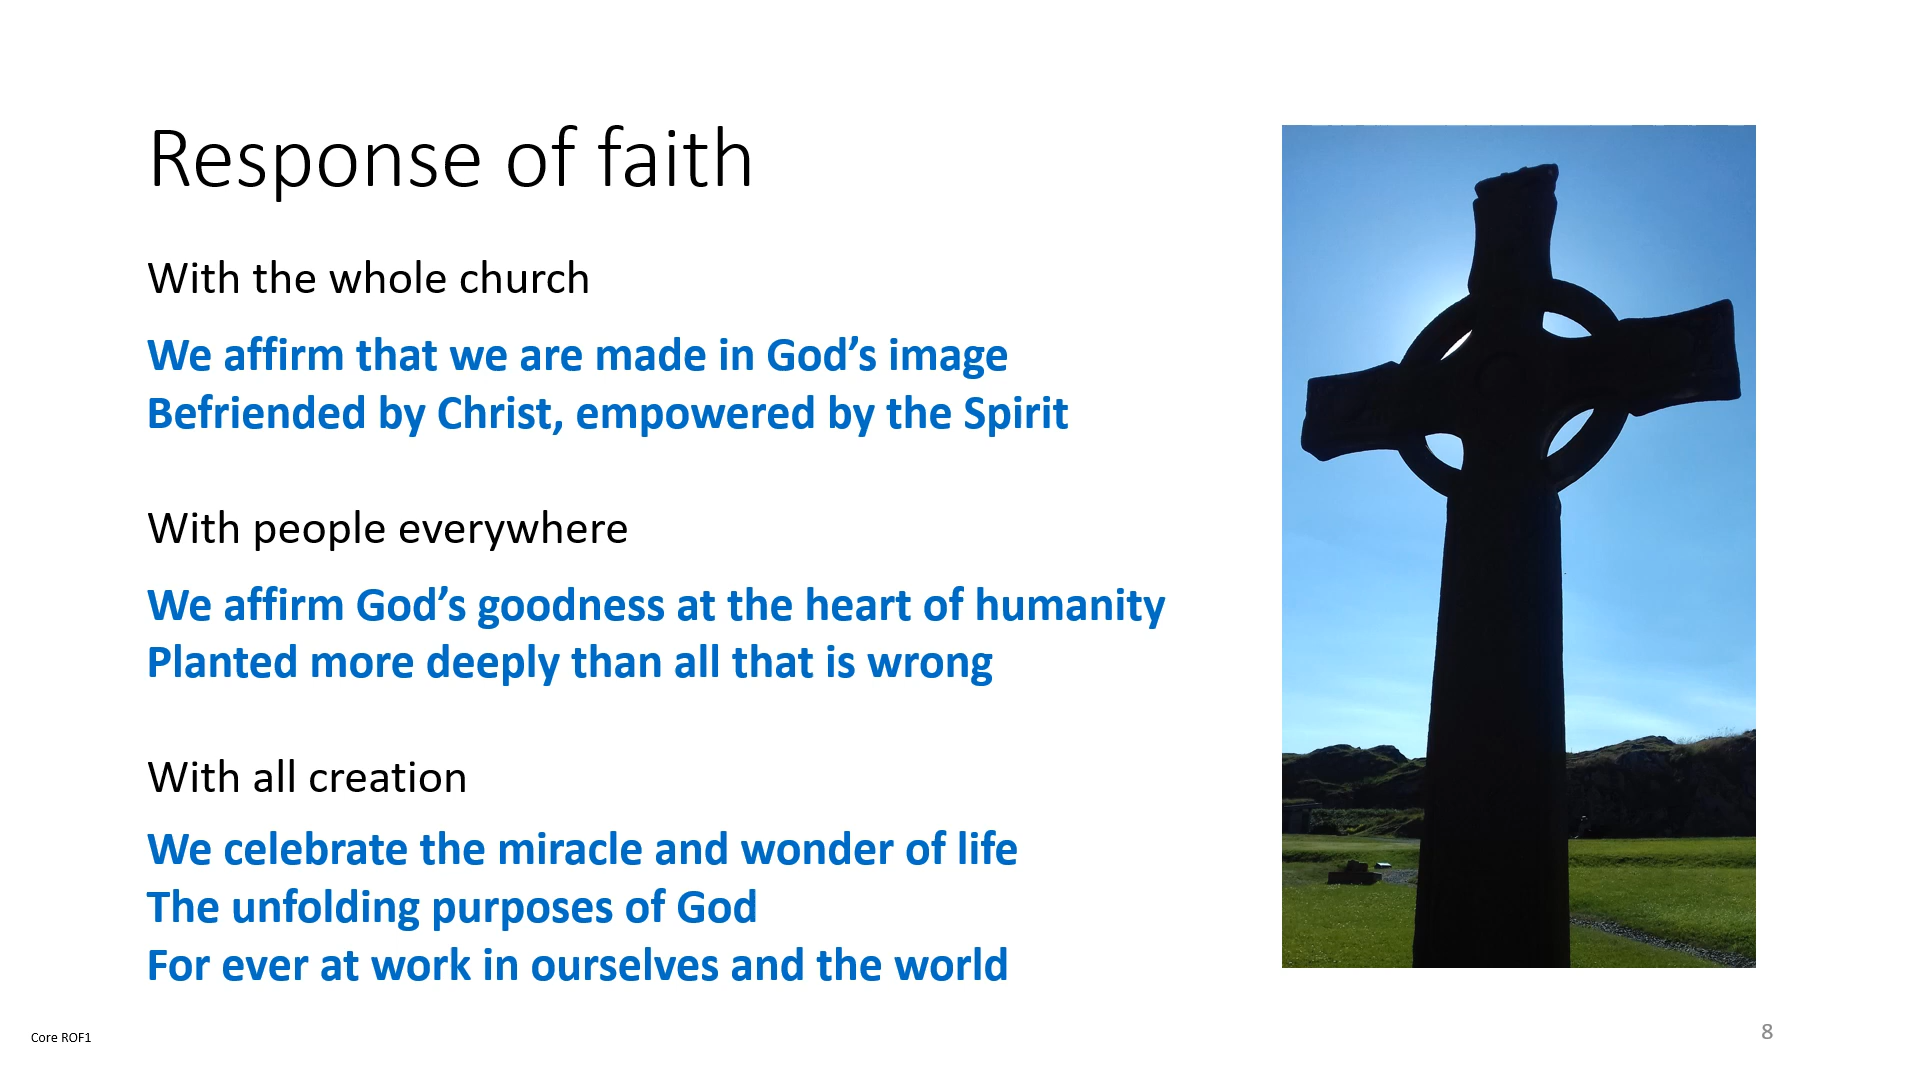 Response of faith
With the whole church
We affirm that we are made in God’s image
Befriended by Christ, empowered by the Spirit
With people everywhere
We affirm God’s goodness at the heart of humanity
Planted more deeply than all that is wrong
With all creation
We celebrate the miracle and wonder of life
The unfolding purposes of God
For ever at work in ourselves and the world
Core ROF1
8